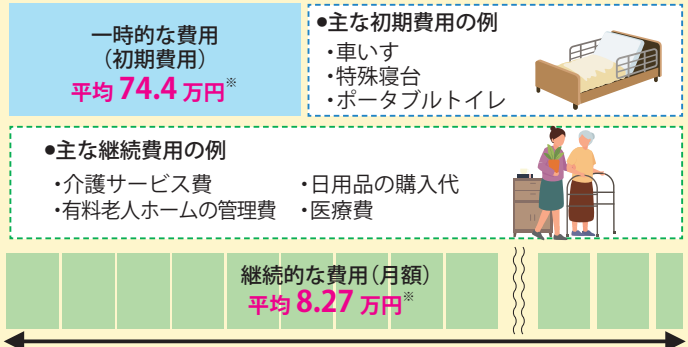 一時的な費用
（初期費用）
平均 74.4 万円※
●主な初期費用の例
・車いす
・特殊寝台
・ポータブルトイレ
●主な継続費用の例
・介護サービス費
・有料老人ホームの管理費
・日用品の購入代
・医療費
継続的な費用（月額）
平均 8.27 万円※